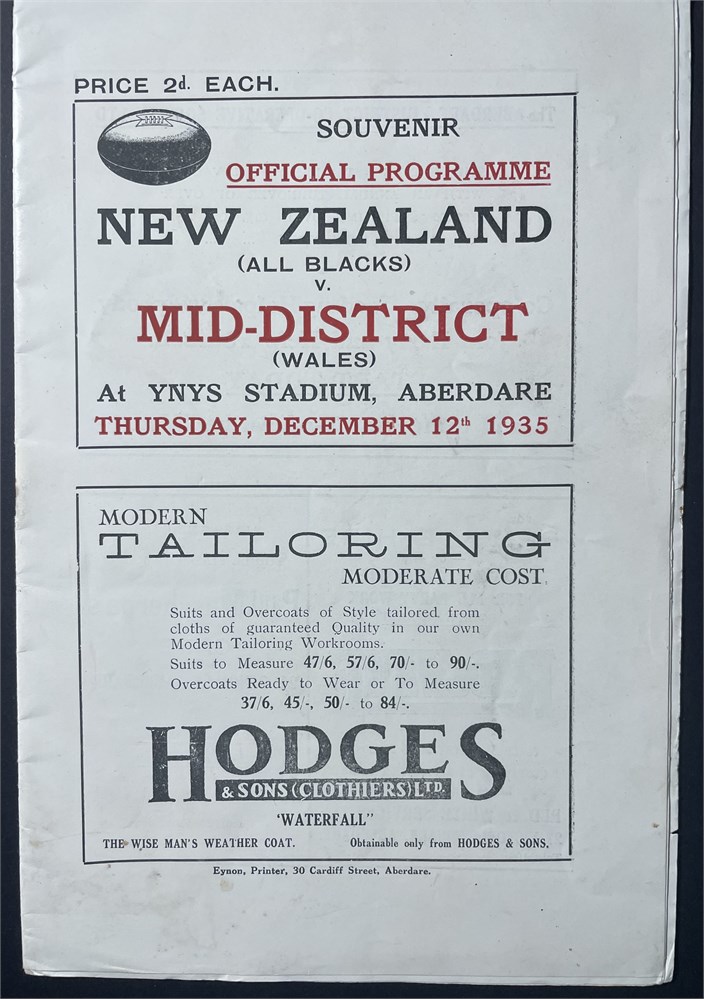 PRICE 2d. EACH.
SOUVENIR
OFFICIAL PROGRAMME
NEW ZEALAND
(ALL BLACKS)
V.
MID-DISTRICT
(WALES)
At YNYS STADIUM, ABERDARE
THURSDAY, DECEMBER 12th 1935
MODERN
TAILORING
MODERATE COST.
Suits and Overcoats of Style tailored from
cloths of guaranteed Quality in our own
Modern Tailoring Workrooms.
Suits to Measure 47/6, 57/6, 70/- to 90/-.
Overcoats Ready to Wear or To Measure
37/6, 45/-, 50/- to 84/-.
HODGES
& SONS (CLOTHIERS) LTD.
'WATERFALL"
THE WISE MAN'S WEATHER COAT. Obtainable only from HODGES & SONS.
Eynon, Printer, 30 Cardiff Street, Aberdare.